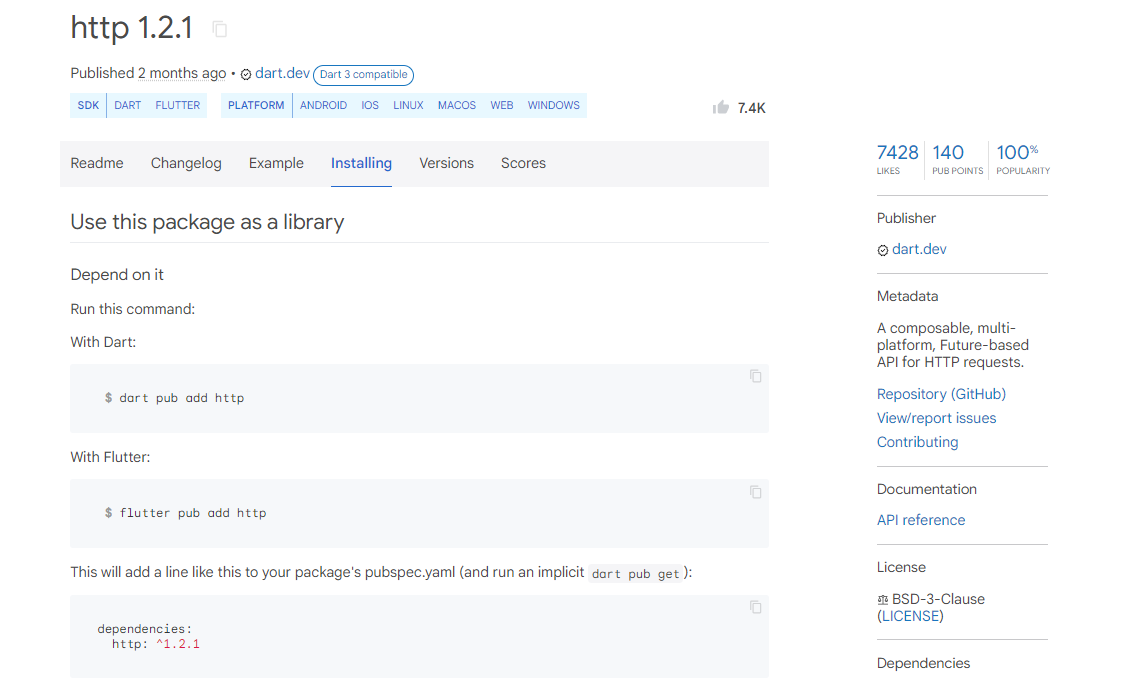 http 1.2.1
Published 2 months ago • dart.dev Dart 3 compatible
SDK DART FLUTTER PLATFORM ANDROID IOS LINUX MACOS WEB WINDOWS
7.4K
Readme Changelog Example Installing Versions Scores
Use this package as a library
Depend on it
Run this command:
With Dart:
$ dart pub add http
With Flutter:
$ flutter pub add http
This will add a line like this to your package's pubspec.yaml (and run an implicit dart pub get):
dependencies:
  http: ^1.2.1
7428 140 100%
LIKES PUB POINTS POPULARITY
Publisher
dart.dev
Metadata
A composable, multi-
platform, Future-based
API for HTTP requests.
Repository (GitHub)
View/report issues
Contributing
Documentation
API reference
License
BSD-3-Clause
(LICENSE)
Dependencies